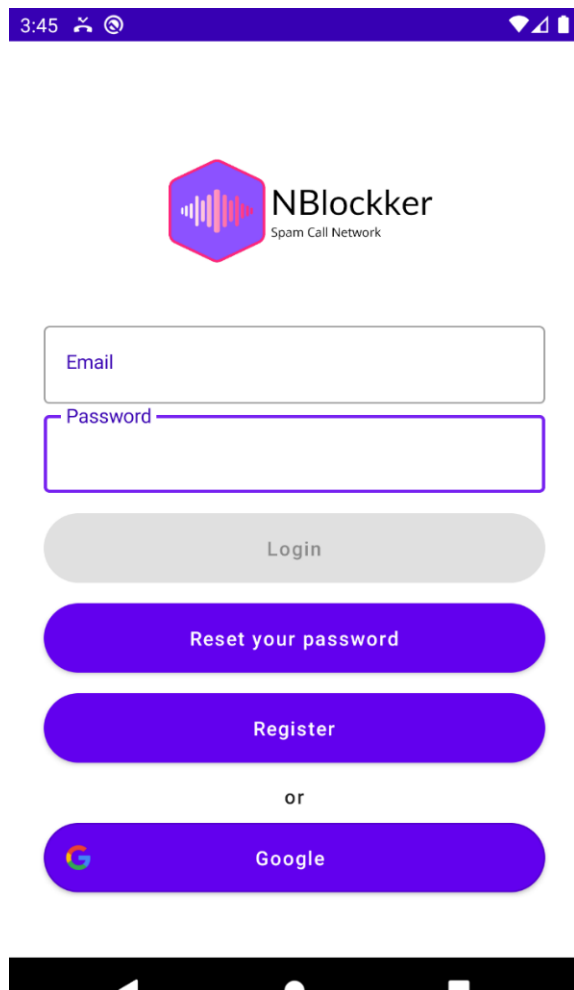 3:45
NBlockker
Spam Call Network
Email
Password
Login
Reset your password
Register
or
Google